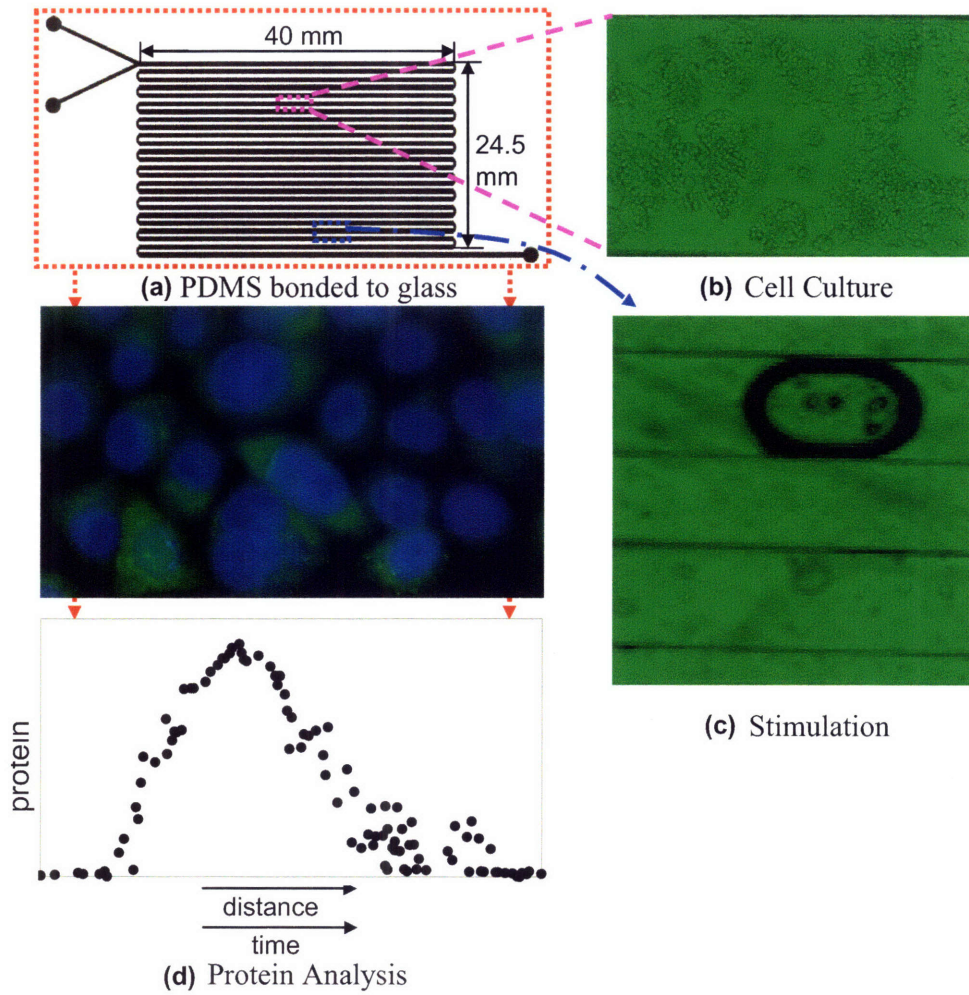 40 mm
24.5
mm
(a) PDMS bonded to glass
(b) Cell Culture
(c) Stimulation
protein
distance
time
(d) Protein Analysis